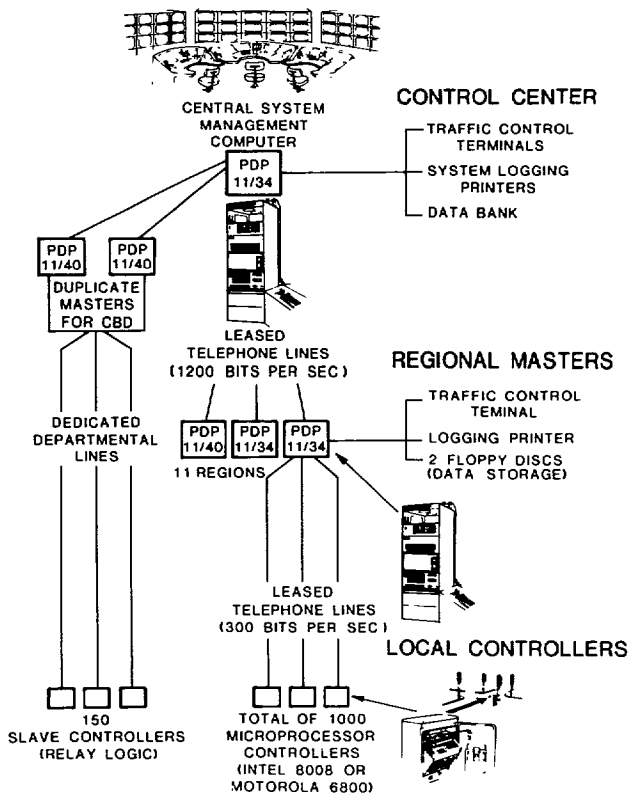 CENTRAL SYSTEM
MANAGEMENT
COMPUTER
PDP
11/34
CONTROL CENTER
TRAFFIC CONTROL
TERMINALS
SYSTEM LOGGING
PRINTERS
DATA BANK
PDP
11/40
PDP
11/40
DUPLICATE
MASTERS
FOR CBD
LEASED
TELEPHONE LINES
(1200 BITS PER SEC)
REGIONAL MASTERS
TRAFFIC CONTROL
TEMINAL
LOGGING PRINTER
2 FLOPPY DISCS
(DATA STORAGE)
DEDICATED
DEPARTMENTAL
LINES
PDP
11/40
PDP
11/34
PDP
11/34
11 REGIONS
LEASED
TELEPHONE LINES
(300 BITS PER SEC)
LOCAL CONTROLLERS
150
SLAVE CONTROLLERS
(RELAY LOGIC)
TOTAL OF 1000
MICROPROCESSOR
CONTROLLERS
(INTEL 8008 OR
MOTOROLA 6800)